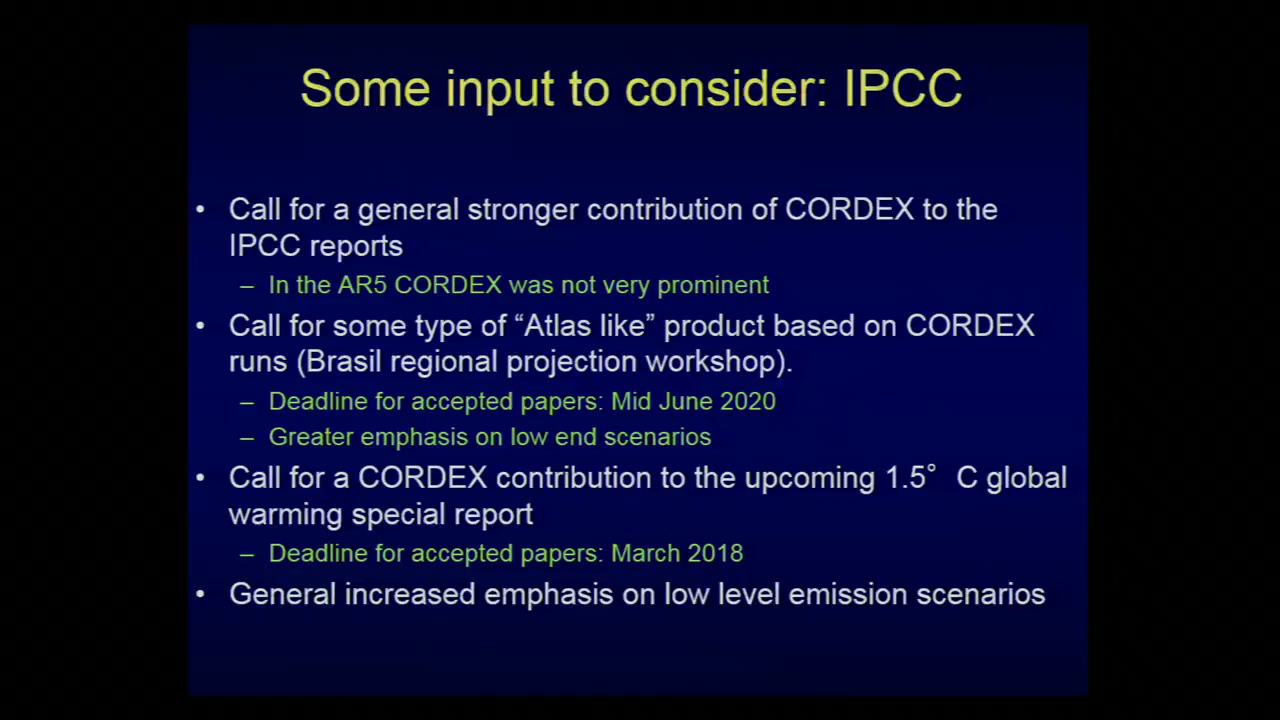 Some input to consider: IPCC
• Call for a general stronger contribution of CORDEX to the
IPCC reports
– In the AR5 CORDEX was not very prominent
• Call for some type of “Atlas like” product based on CORDEX
runs (Brasil regional projection workshop).
– Deadline for accepted papers: Mid June 2020
– Greater emphasis on low end scenarios
• Call for a CORDEX contribution to the upcoming 1.5° C global
warming special report
– Deadline for accepted papers: March 2018
• General increased emphasis on low level emission scenarios